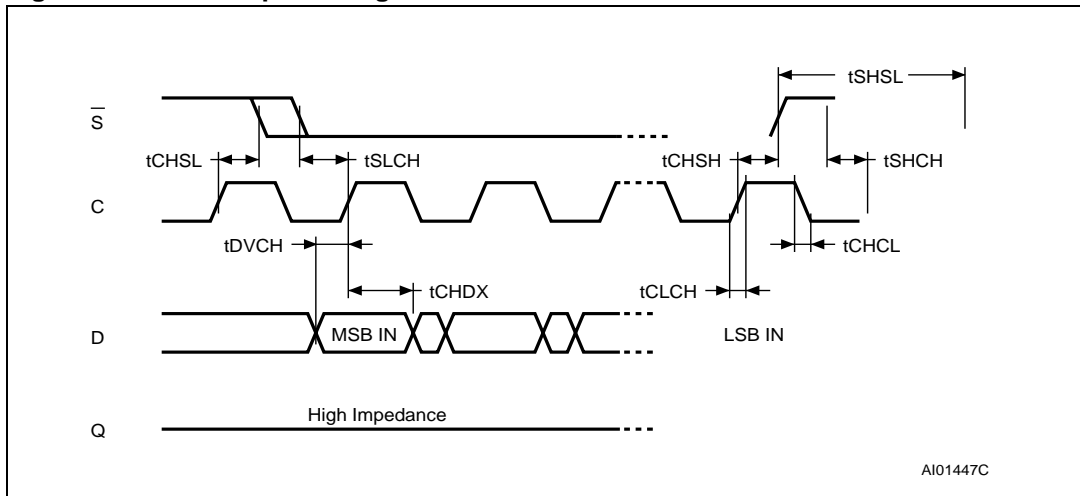 tSHSL
S
tCHSL
tSLCH
tCHSH
tSHCH
C
tDVCH
tCHCL
tCHDX
tCLCH
D
MSB IN
LSB IN
High Impedance
Q
AI01447C